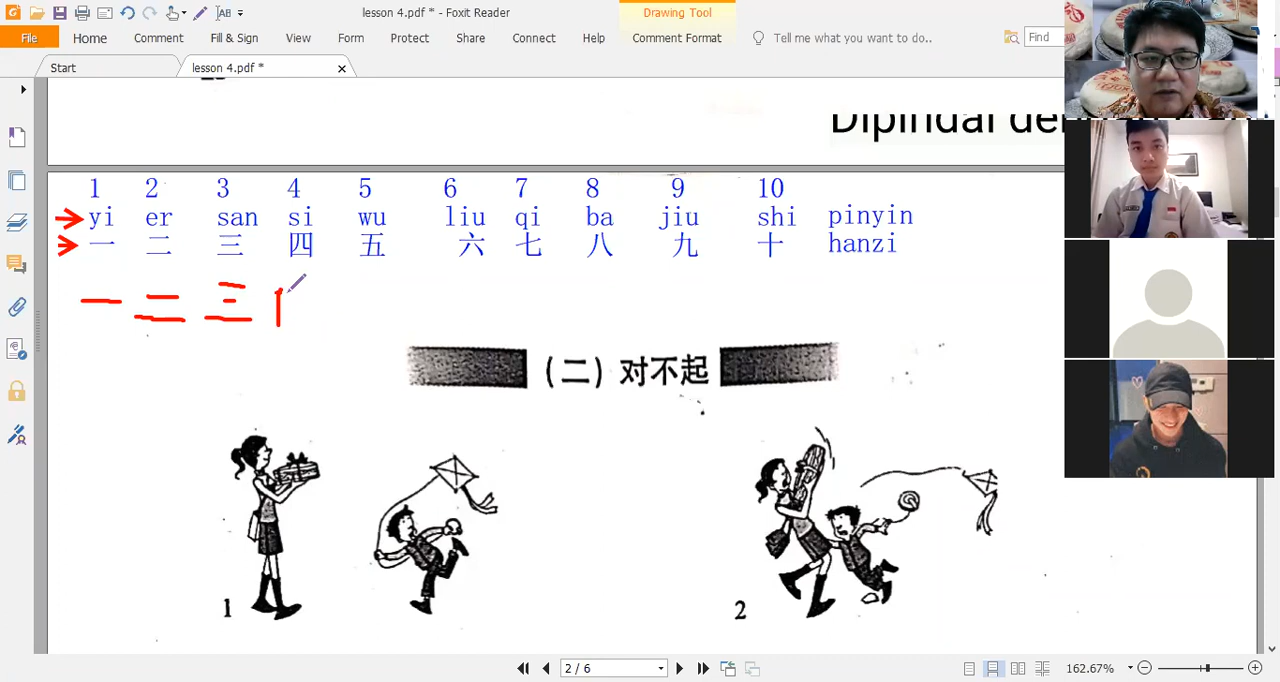 lesson 4.pdf * - Foxit Reader
Drawing Tool
File Home Comment Fill & Sign View Form Protect Share Connect Help Comment Format Tell me what you want to do.. Find
Start lesson 4.pdf *
1 2 3 4 5 6 7 8 9 10
yi er san si wu liu qi ba jiu shi pinyin
一 二 三 四 五 六 七 八 九 十 hanzi
一 二 三
(二) 对不起
1 2
2 / 6 162.67%